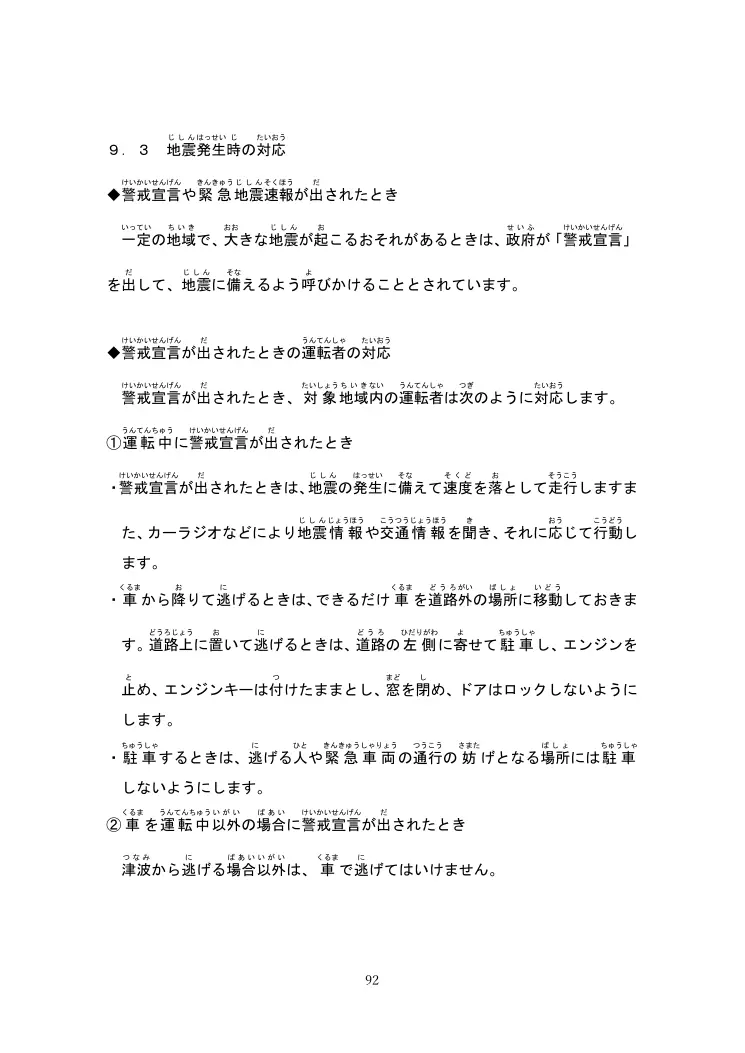 ９．３　地震発生時の対応
◆警戒宣言や緊急地震速報が出されたとき
一定の地域で、大きな地震が起こるおそれがあるときは、政府が「警戒宣言」
を出して、地震に備えるよう呼びかけることとされています。
◆警戒宣言が出されたときの運転者の対応
警戒宣言が出されたとき、対象地域内の運転者は次のように対応します。
①運転中に警戒宣言が出されたとき
・警戒宣言が出されたときは、地震の発生に備えて速度を落として走行しますま
た、カーラジオなどにより地震情報や交通情報を聞き、それに応じて行動し
ます。
・車から降りて逃げるときは、できるだけ車を道路外の場所に移動しておきま
す。道路上に置いて逃げるときは、道路の左側に寄せて駐車し、エンジンを
止め、エンジンキーは付けたままとし、窓を閉め、ドアはロックしないように
します。
・駐車するときは、逃げる人や緊急車両の通行の妨げとなる場所には駐車
しないようにします。
②車を運転中以外の場合に警戒宣言が出されたとき
津波から逃げる場合以外は、車で逃げてはいけません。
92